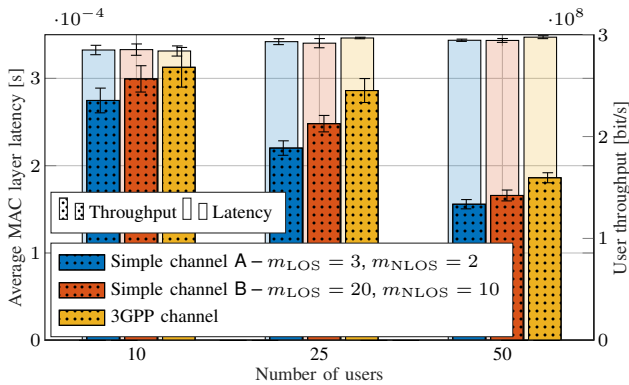 ·10⁻⁴
·10⁸
3
2
1
0
Average MAC layer latency [s]
3
2
1
0
User throughput [bit/s]
Throughput Latency
Simple channel A – m_LOS = 3, m_NLOS = 2
Simple channel B – m_LOS = 20, m_NLOS = 10
3GPP channel
10 25 50
Number of users